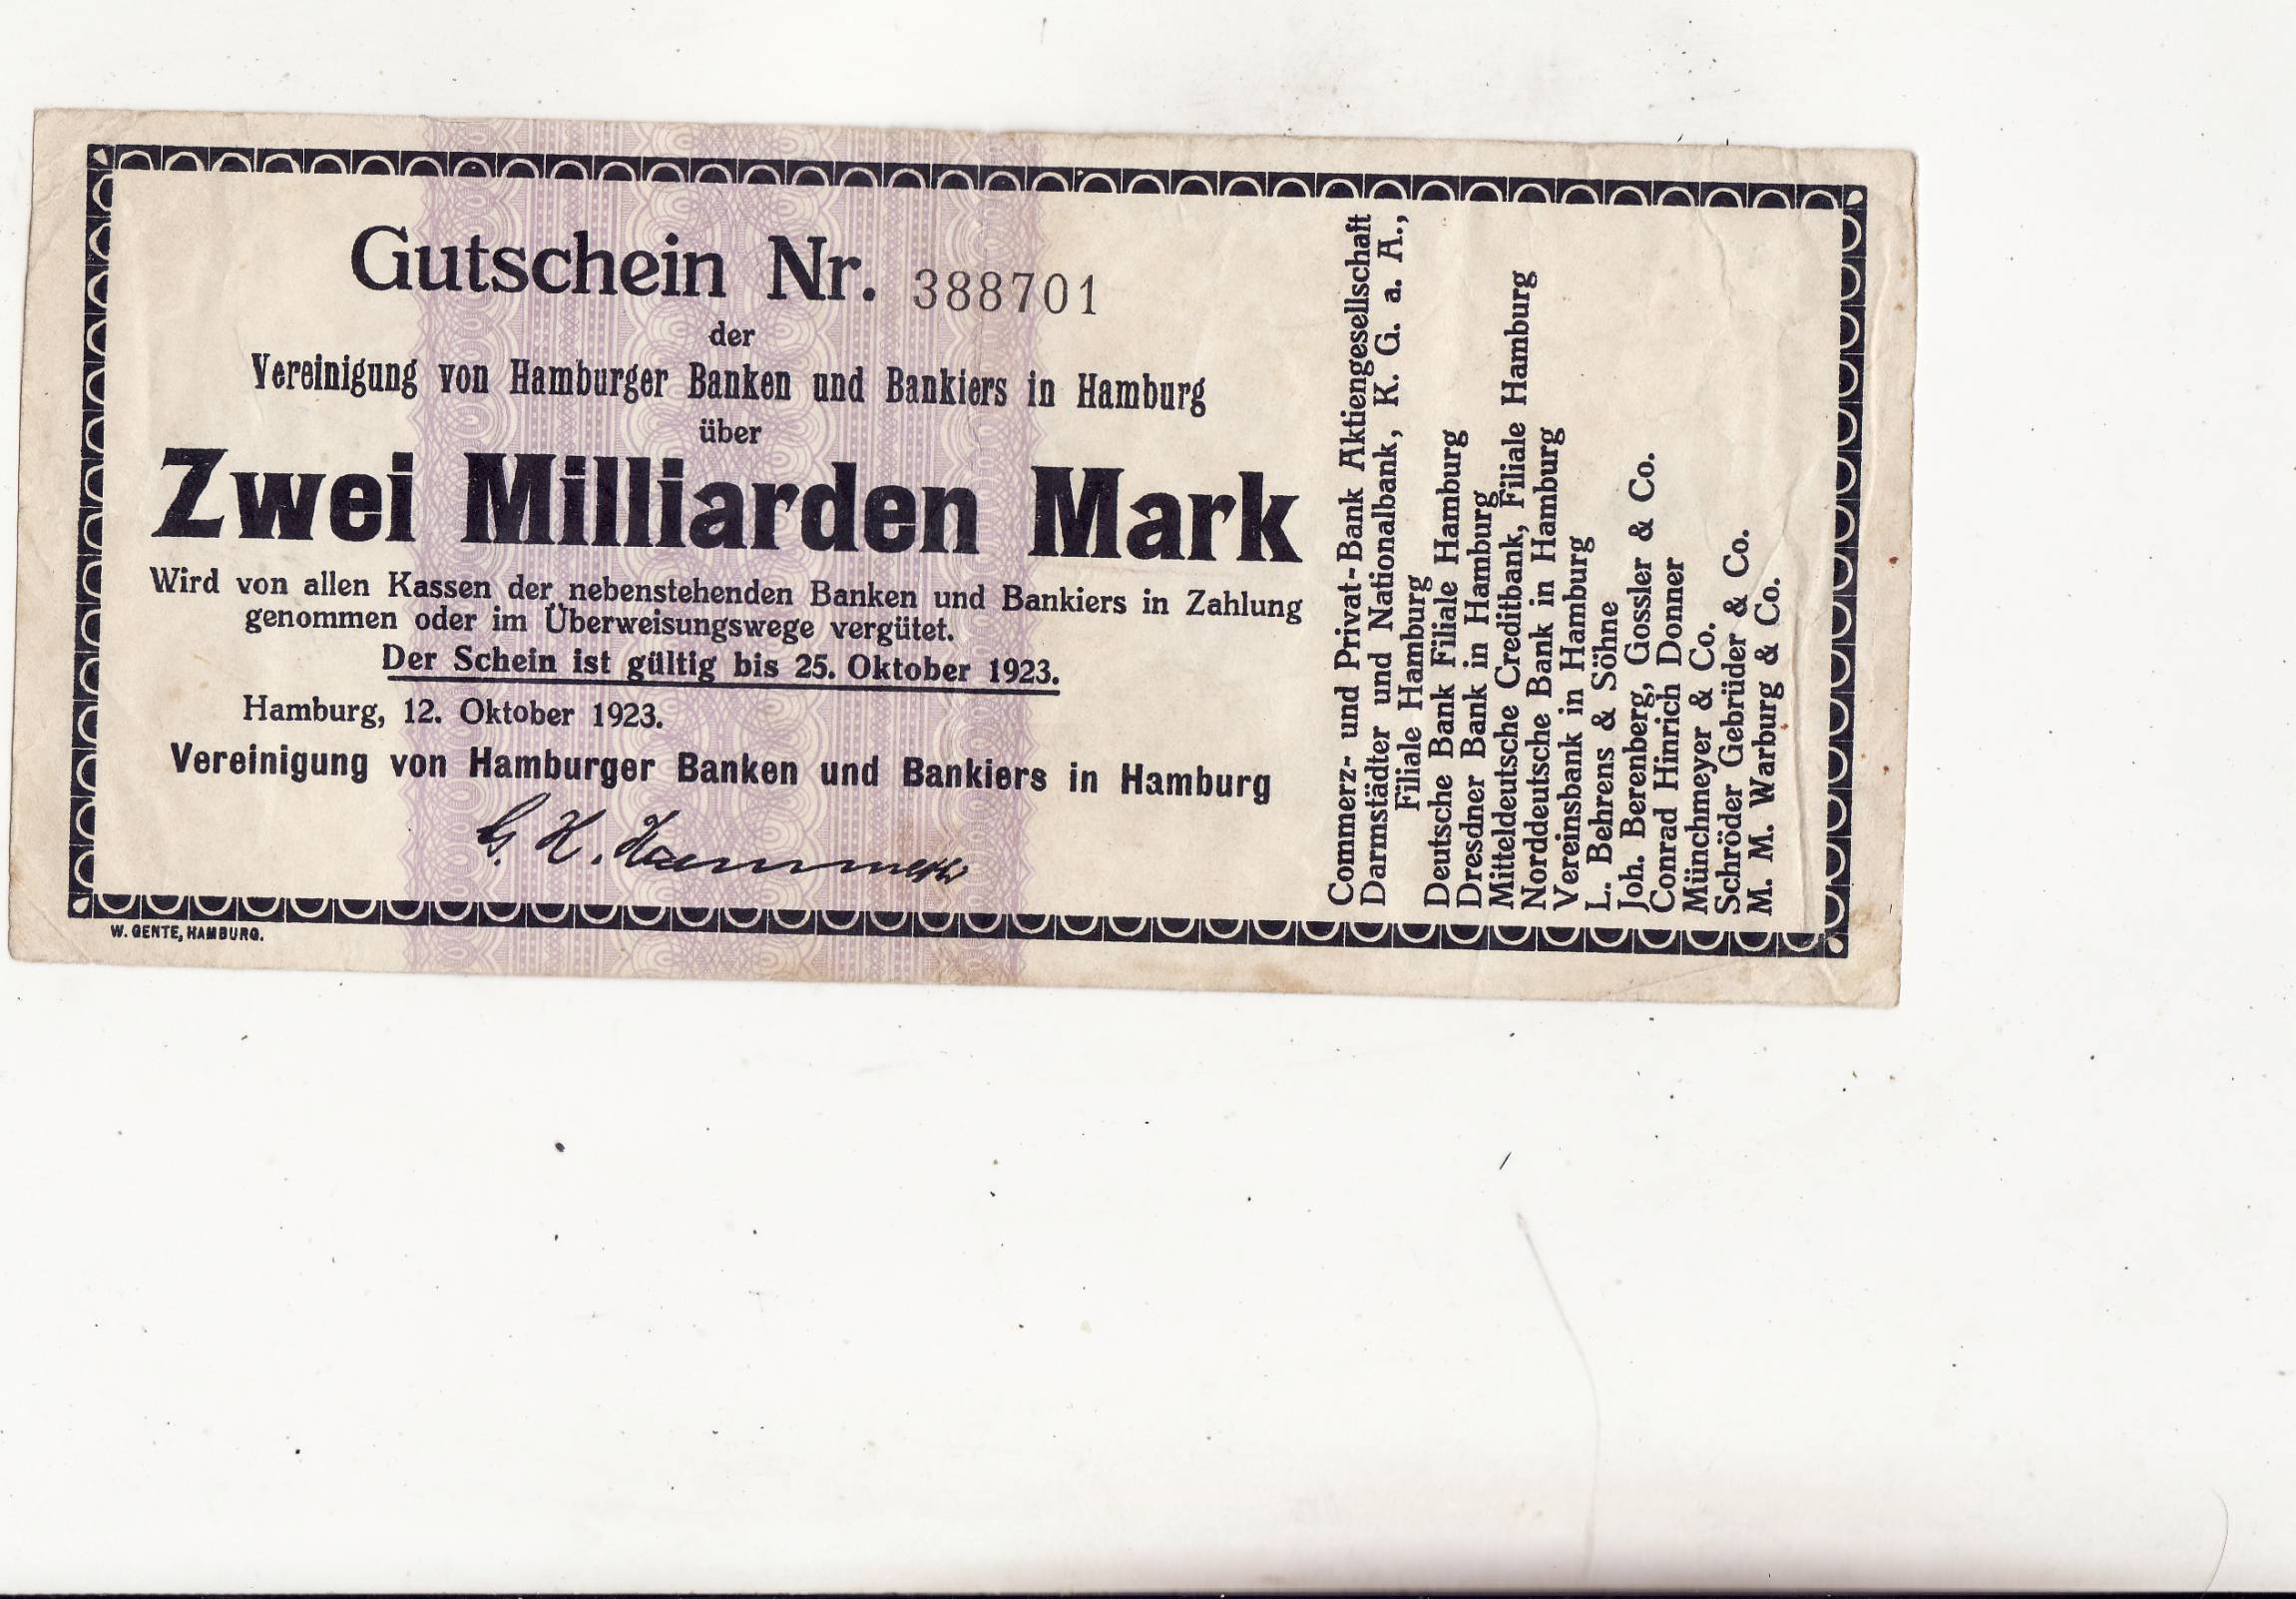 Gutschein Nr. 388701
der
Vereinigung von Hamburger Banken und Bankiers in Hamburg
über
Zwei Milliarden Mark
Wird von allen Kassen der nebenstehenden Banken und Bankiers in Zahlung
genommen oder im Überweisungswege vergütet.
Der Schein ist gültig bis 25. Oktober 1923.
Hamburg, 12. Oktober 1923.
Vereinigung von Hamburger Banken und Bankiers in Hamburg
G. H.
W. GENTE, HAMBURG.
Commerz- und Privat-Bank Aktiengesellschaft
Darmstädter und Nationalbank, K. G. a. A.,
Filiale Hamburg
Deutsche Bank Filiale Hamburg
Dresdner Bank in Hamburg
Mitteldeutsche Creditbank, Filiale Hamburg
Norddeutsche Bank in Hamburg
Vereinsbank in Hamburg
L. Behrens & Söhne
Joh. Berenberg, Gossler & Co.
Conrad Hinrich Donner
Münchmeyer & Co.
Schröder Gebrüder & Co.
M. M. Warburg & Co.